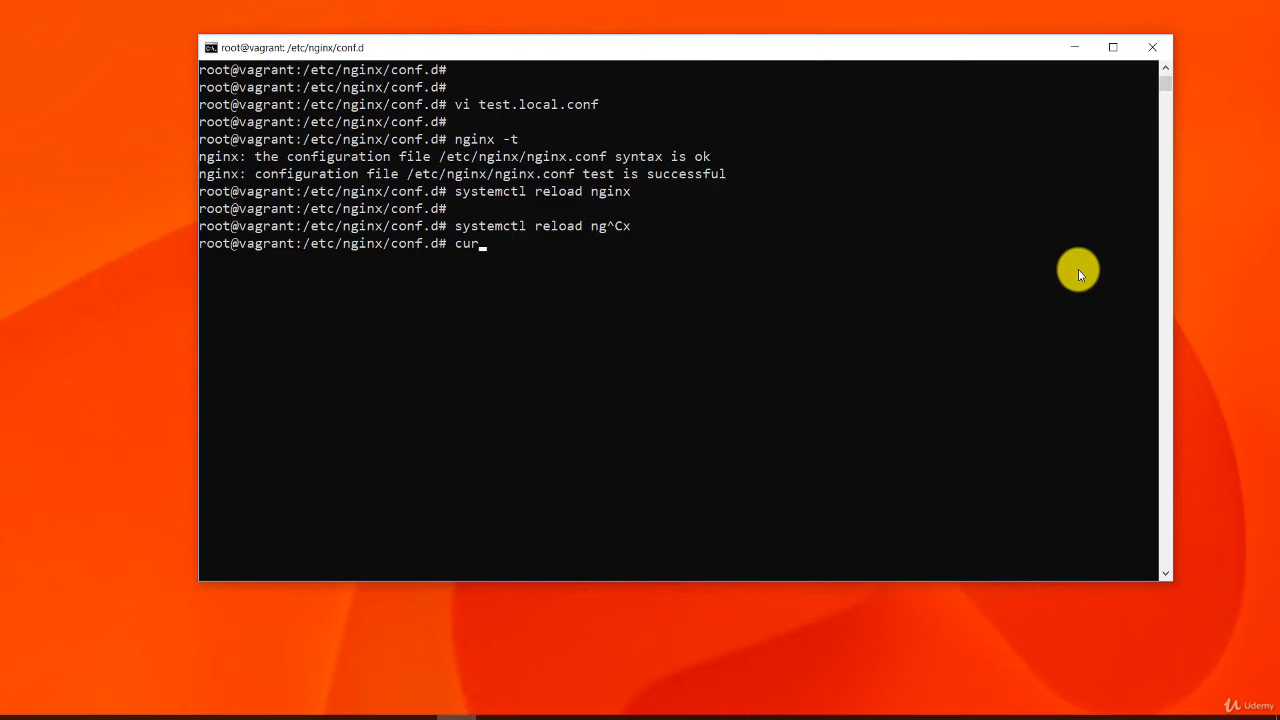 root@vagrant: /etc/nginx/conf.d
root@vagrant:/etc/nginx/conf.d#
root@vagrant:/etc/nginx/conf.d#
root@vagrant:/etc/nginx/conf.d# vi test.local.conf
root@vagrant:/etc/nginx/conf.d#
root@vagrant:/etc/nginx/conf.d# nginx -t
nginx: the configuration file /etc/nginx/nginx.conf syntax is ok
nginx: configuration file /etc/nginx/nginx.conf test is successful
root@vagrant:/etc/nginx/conf.d# systemctl reload nginx
root@vagrant:/etc/nginx/conf.d#
root@vagrant:/etc/nginx/conf.d# systemctl reload ng^Cx
root@vagrant:/etc/nginx/conf.d# cur_
Udemy